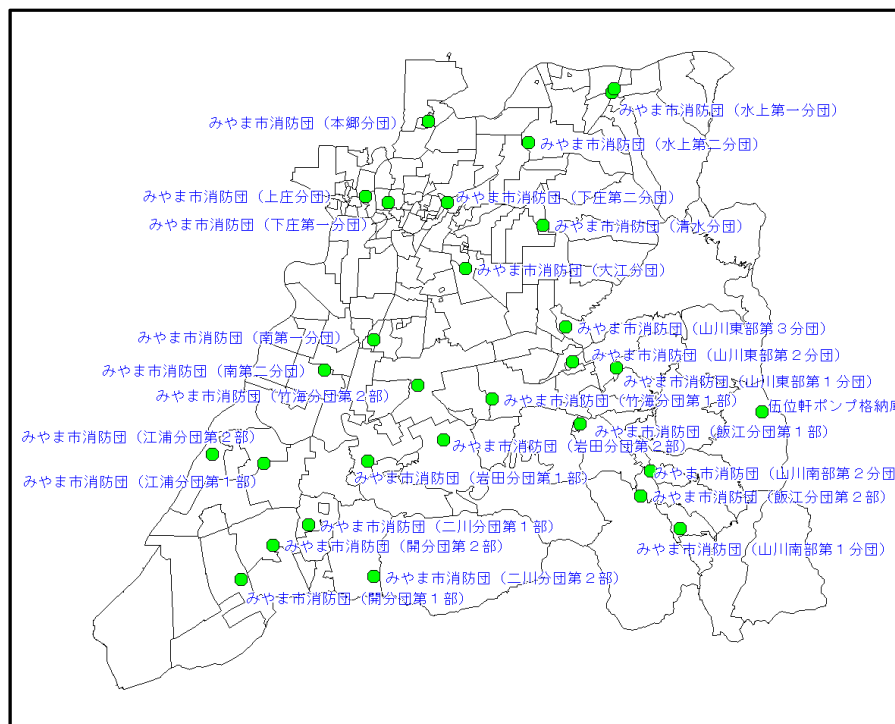 みやま市消防団（水上第一分団）
みやま市消防団（本郷分団）
みやま市消防団（水上第二分団）
みやま市消防団（上庄分団）
みやま市消防団（下庄第二分団）
みやま市消防団（下庄第一分団）
みやま市消防団（清水分団）
みやま市消防団（大江分団）
みやま市消防団（山川東部第３分団）
みやま市消防団（南第一分団）
みやま市消防団（山川東部第２分団）
みやま市消防団（南第二分団）
みやま市消防団（山川東部第１分団）
みやま市消防団（竹海分団第２部）
みやま市消防団（竹海分団第１部）
伍位軒ポンプ格納庫
みやま市消防団（飯江分団第１部）
みやま市消防団（江浦分団第２部）
みやま市消防団（岩田分団第２部）
みやま市消防団（山川南部第２分団
みやま市消防団（江浦分団第１部）
みやま市消防団（岩田分団第１部）
みやま市消防団（飯江分団第２部）
みやま市消防団（二川分団第１部）
みやま市消防団（山川南部第１分団）
みやま市消防団（開分団第２部）
みやま市消防団（二川分団第２部）
みやま市消防団（開分団第１部）